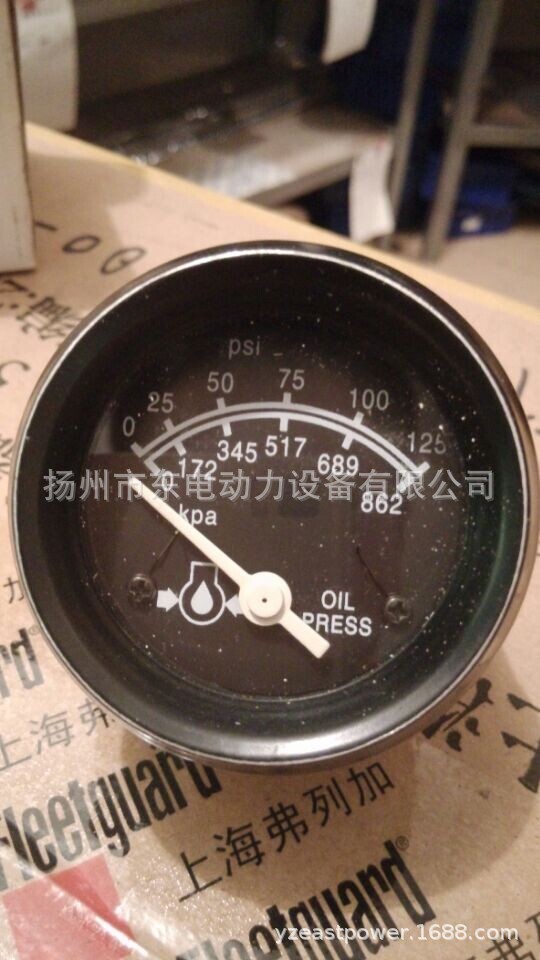 psi
0 25 50 75 100 125
0 172 345 517 689 862
kpa
扬州市东电动力设备有限公司
OIL
PRESS
Fleetguard®
上海弗列加
Fleetguard®
上海弗列加
yzeastpower.1688.com